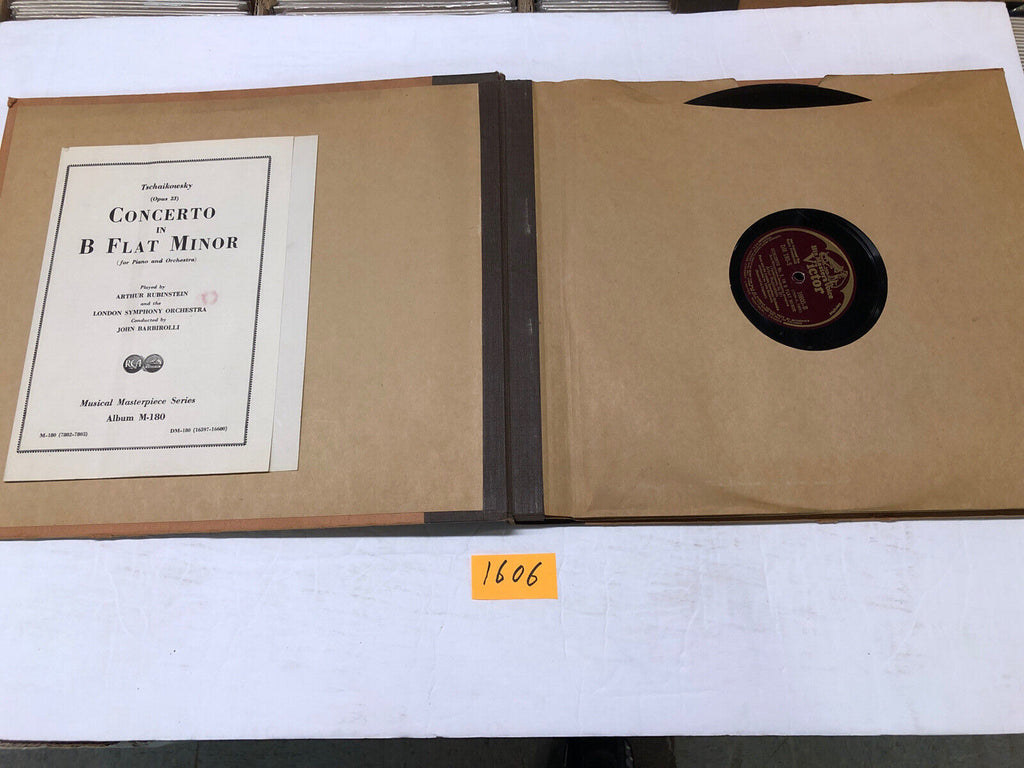 Tschaikowsky
(Opus 23)
CONCERTO
IN
B FLAT MINOR
(for Piano and Orchestra)
Played by
ARTHUR RUBINSTEIN
and the
LONDON SYMPHONY ORCHESTRA
Conducted by
JOHN BARBIROLLI
RCA
Musical Masterpiece Series
Album M-180
M-180 (7802-7805)
DM-180 (16597-16600)
Victor
1606